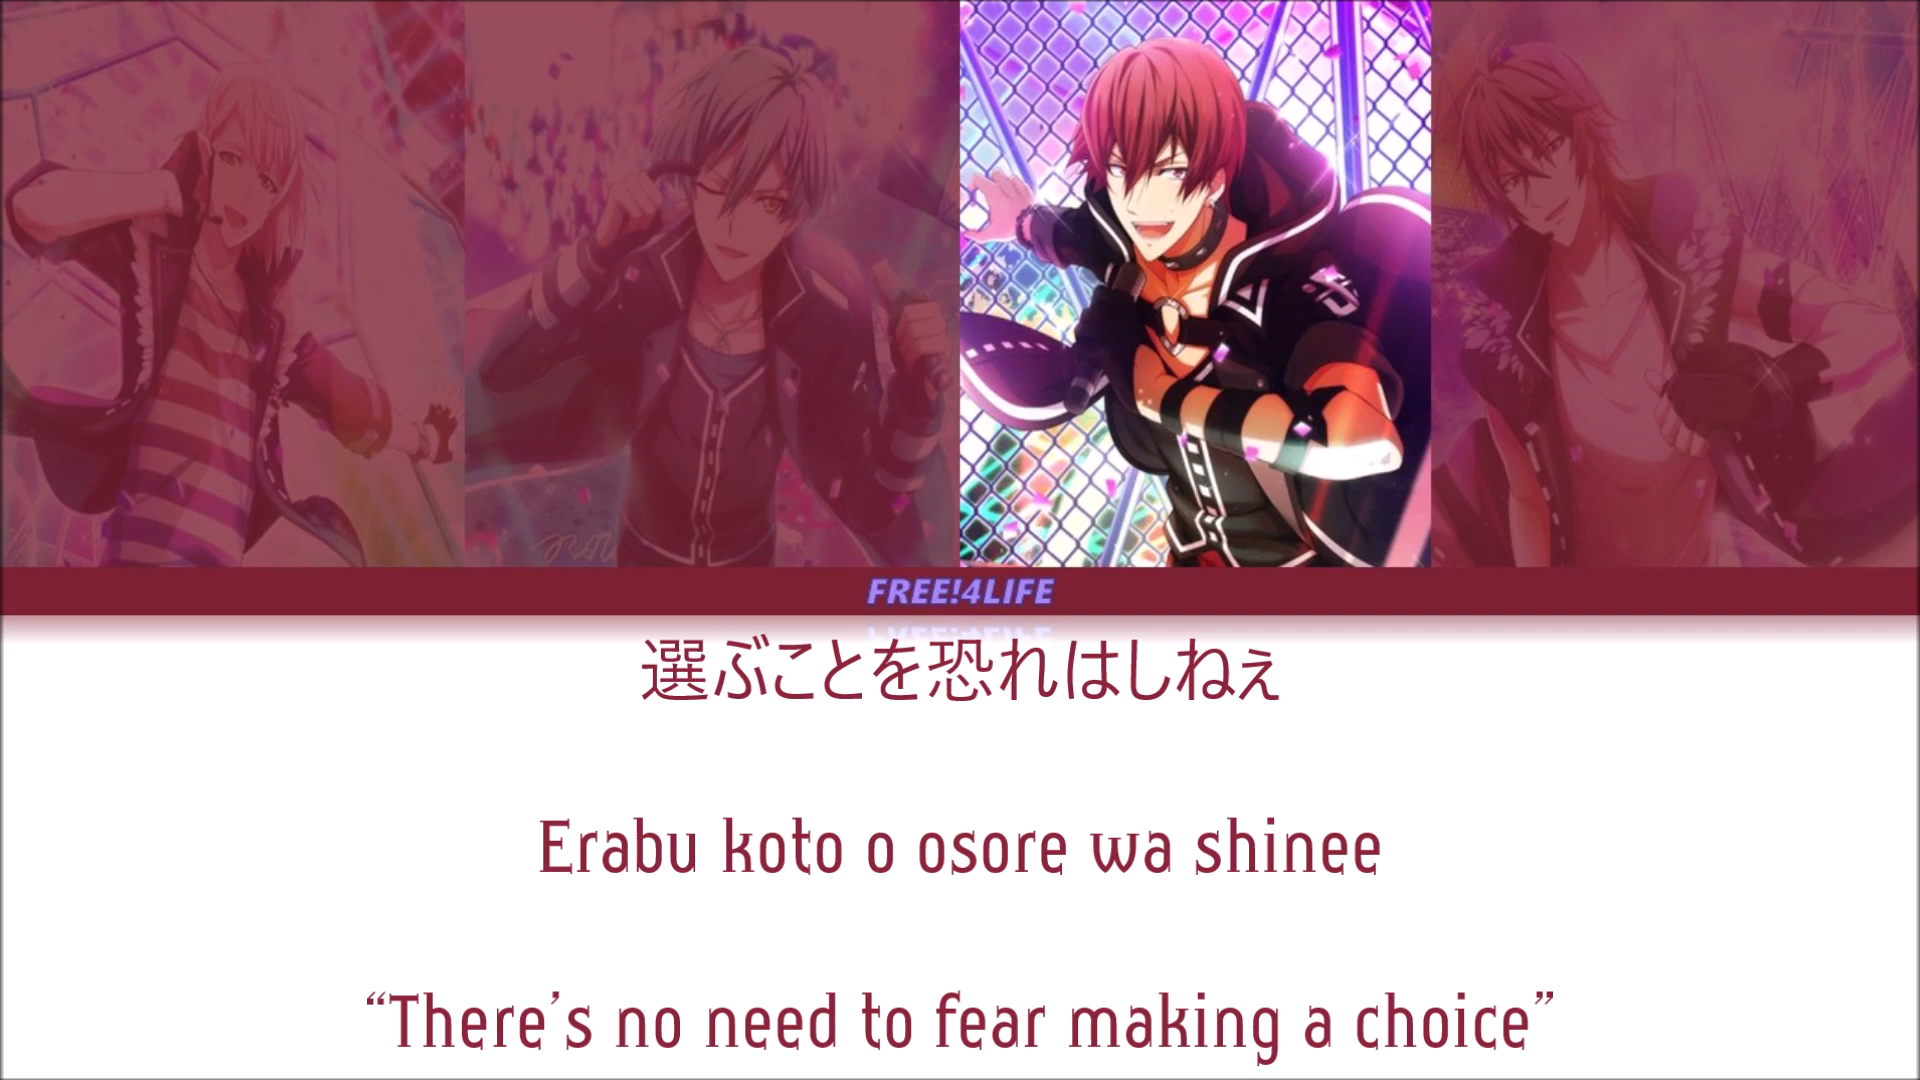 FREE!4LIFE
選ぶことを恐れはしねぇ
Erabu koto o osore wa shinee
“There’s no need to fear making a choice”